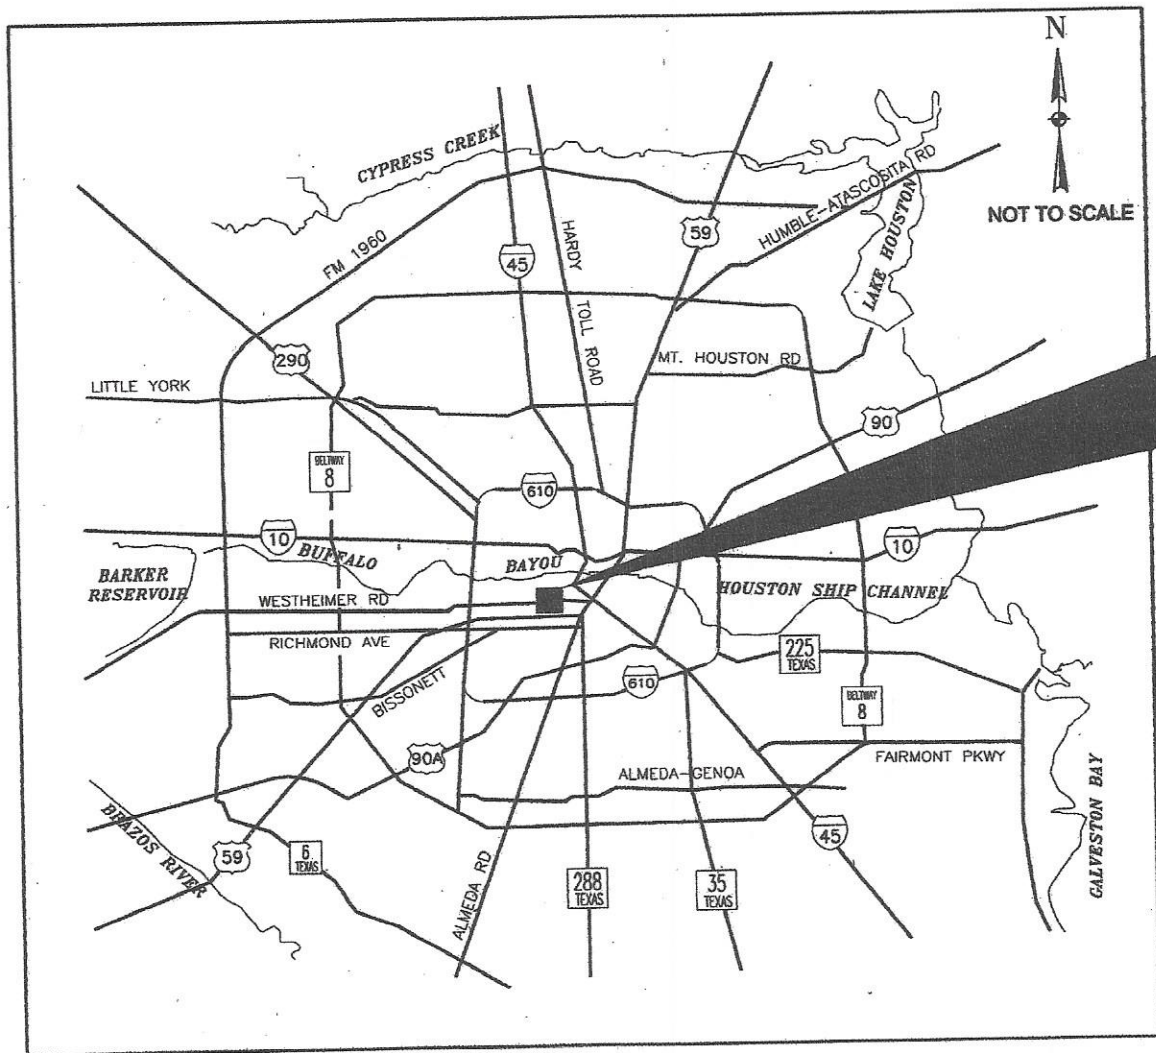 N
NOT TO SCALE
CYPRESS CREEK
HUMBLE-ATASCOSITA RD
59
FM 1960
45
HARDY
TOLL ROAD
LAKE HOUSTON
290
MT. HOUSTON RD
LITTLE YORK
90
BELTWAY
8
610
10
BUFFALO
BAYOU
10
BARKER
RESERVOIR
WESTHEIMER RD
HOUSTON SHIP CHANNEL
RICHMOND AVE
225
TEXAS
BISSONETT
610
BELTWAY
8
90A
FAIRMONT PKWY
ALMEDA-GENOA
GALVESTON BAY
BRAZOS RIVER
59
6
TEXAS
45
ALMEDA RD
288
TEXAS
35
TEXAS